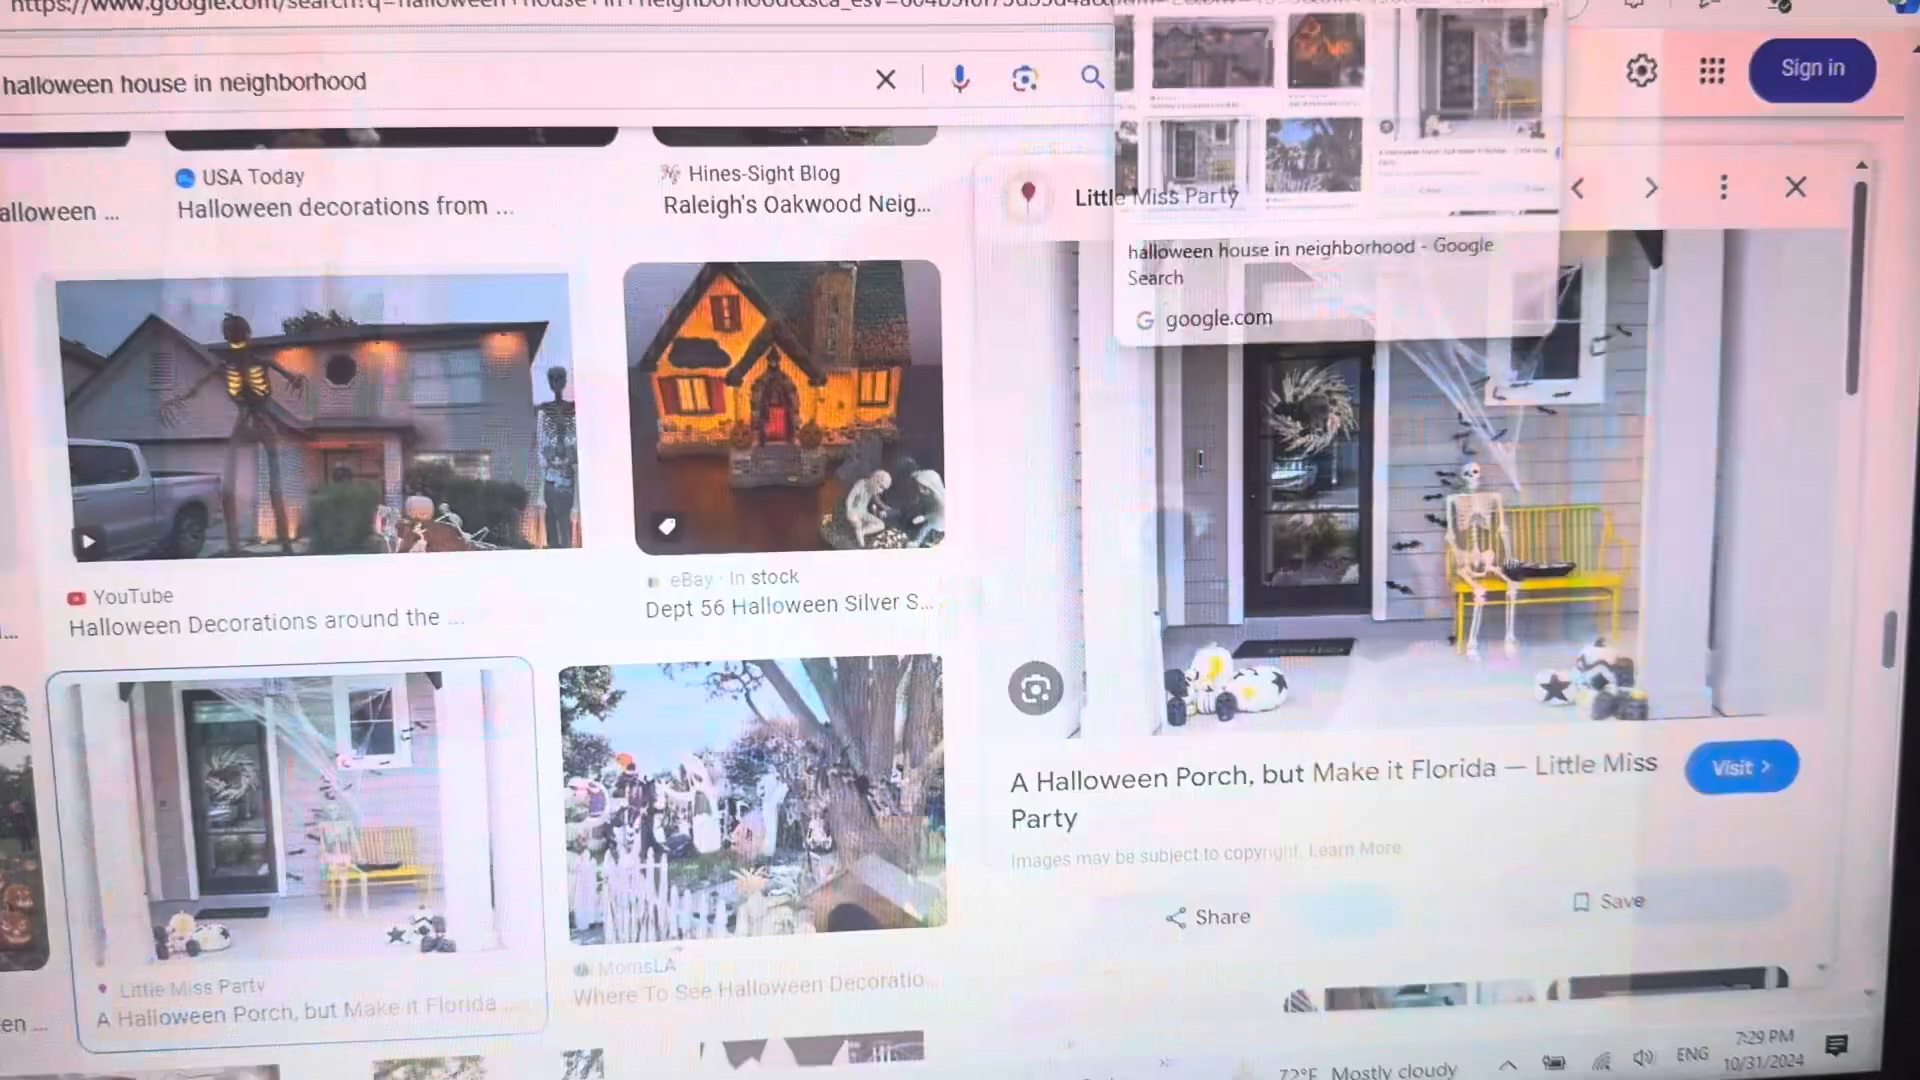 halloween house in neighborhood
Sign in
USA Today
Halloween decorations from ...
Hines-Sight Blog
Raleigh's Oakwood Neig...
alloween ...
Little Miss Party
halloween house in neighborhood - Google
Search
google.com
YouTube
Halloween Decorations around the ...
eBay · In stock
Dept 56 Halloween Silver S...
A Halloween Porch, but Make it Florida — Little Miss
Party
Visit >
Images may be subject to copyright. Learn More
Share
Save
Little Miss Party
A Halloween Porch, but Make it Florida ...
MomsLA
Where To See Halloween Decoratio
en ...
72°F Mostly cloudy
ENG
7:29 PM
10/31/2024